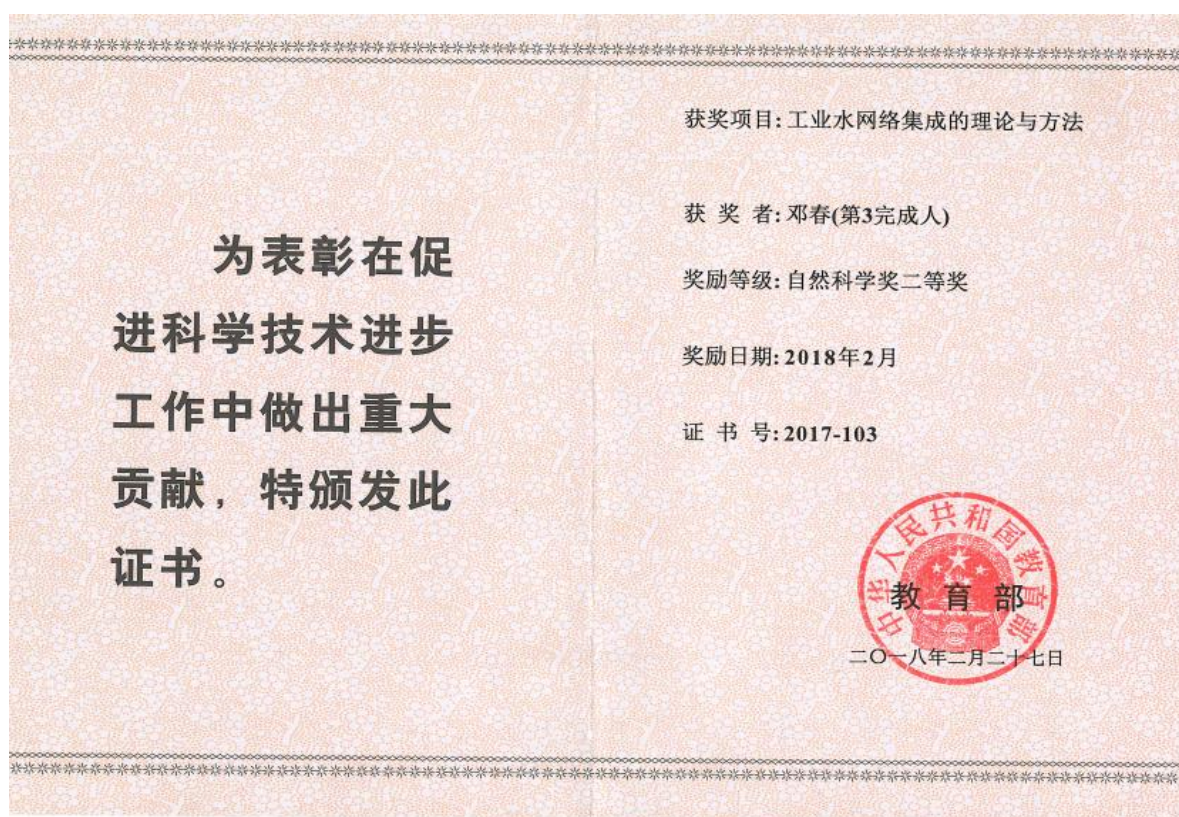 为表彰在促
进科学技术进步
工作中做出重大
贡献，特颁发此
证书。
获奖项目:工业水网络集成的理论与方法
获 奖 者:邓春(第3完成人)
奖励等级:自然科学奖二等奖
奖励日期:2018年2月
证 书 号:2017-103
中华人民共和国教育部
教 育 部
二〇一八年二月二十七日